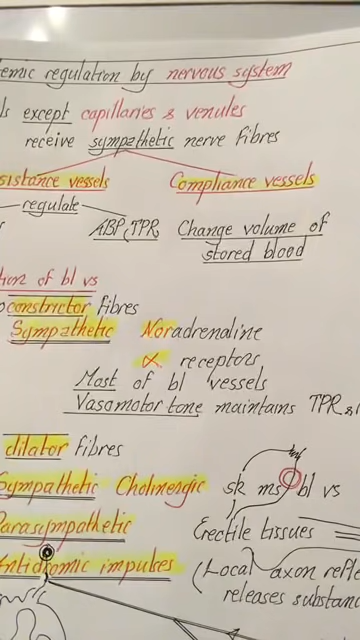 emic regulation by nervous system
ls except capillaries & venules
receive sympathetic nerve fibres
sistance vessels Compliance vessels
regulate
ABP, TPR Change volume of
stored blood
tion of bl vs
oconstrictor fibres
Sympathetic Noradrenaline
α receptors
Most of bl vessels
Vasomotor tone maintains TPR &
dilator fibres
Sympathetic Cholinergic sk ms bl vs
Parasympathetic Erectile tissues
Antidromic impulses (Local axon refle
releases substanc